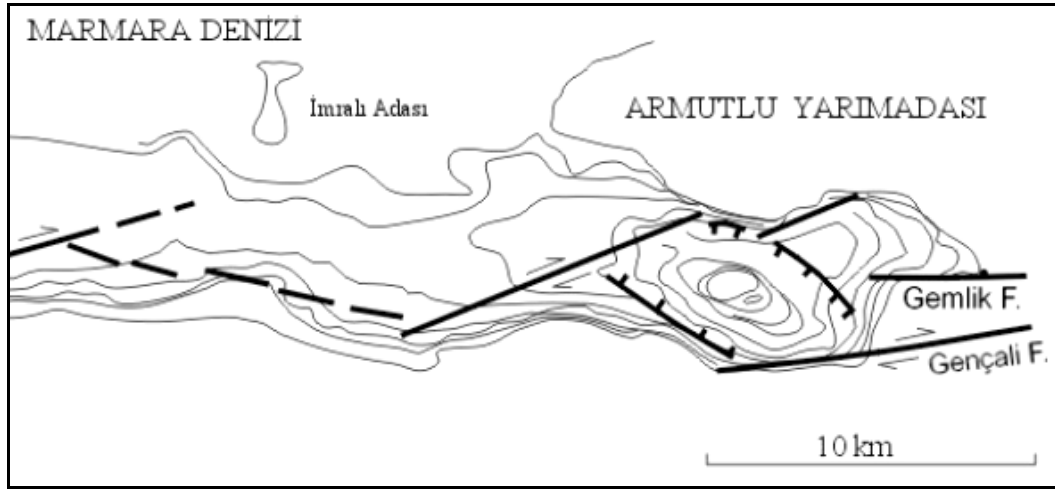 MARMARA DENİZİ
İmralı Adası
ARMUTLU YARIMADASI
Gemlik F.
Gençali F.
10 km